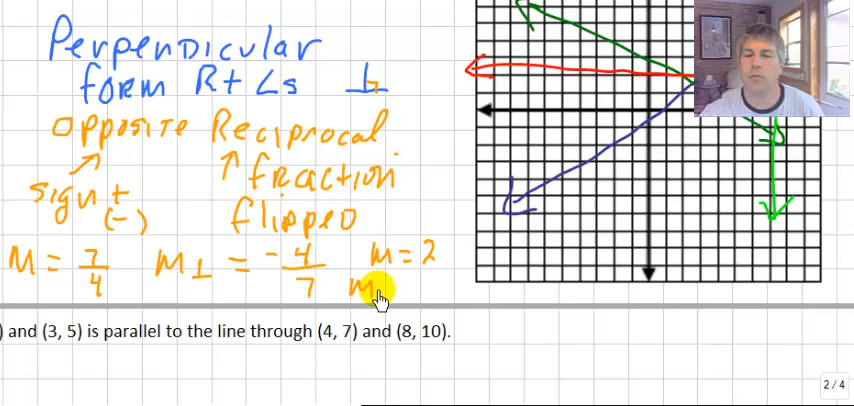 Perpendicular
form Rt ∠s ⊥
Opposite Reciprocal
sign + (-)
fraction
flipped
M = 7/4 M⊥ = -4/7 m = 2
m
) and (3, 5) is parallel to the line through (4, 7) and (8, 10).
2 / 4